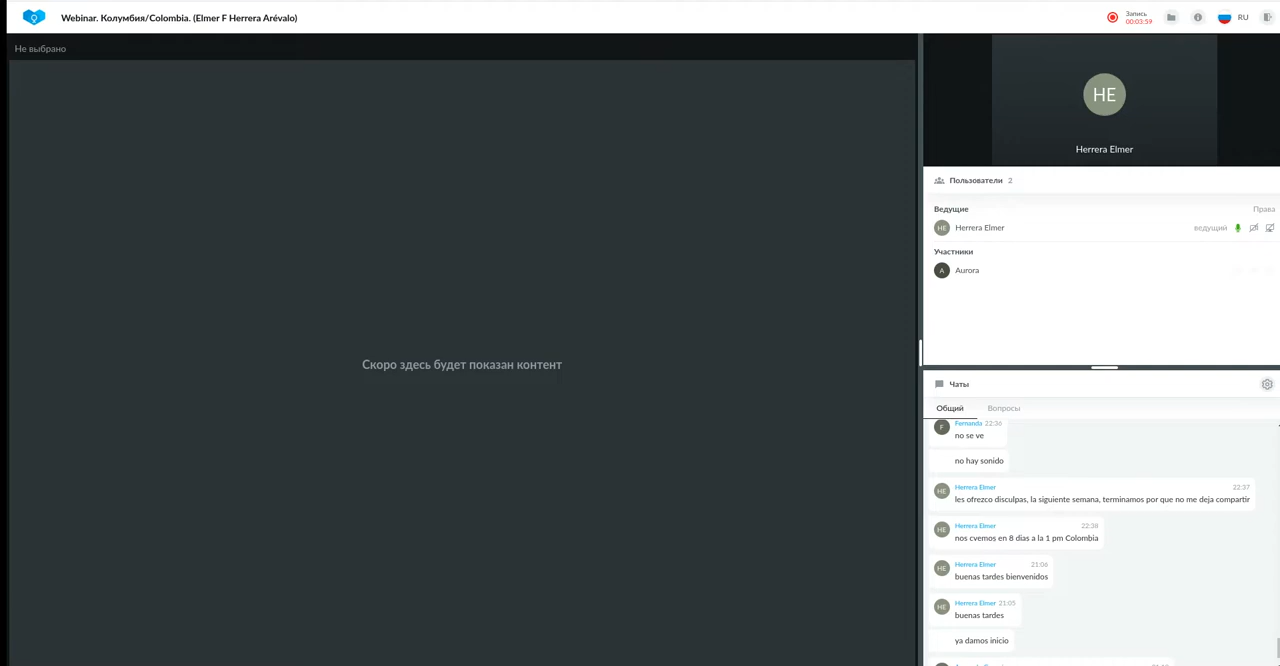 Webinar. Колумбия/Colombia. (Elmer F Herrera Arévalo)
Запись
00:03:59
RU
Не выбрано
Скоро здесь будет показан контент
HE
Herrera Elmer
Пользователи 2
Ведущие Права
HE Herrera Elmer ведущий
Участники
A Aurora
Чаты
Общий Вопросы
F Fernanda 22:36
no se ve
no hay sonido
HE Herrera Elmer 22:37
les ofrezco disculpas, la siguiente semana, terminamos por que no me deja compartir
HE Herrera Elmer 22:38
nos cvemos en 8 dias a la 1 pm Colombia
HE Herrera Elmer 21:06
buenas tardes bienvenidos
HE Herrera Elmer 21:05
buenas tardes
ya damos inicio